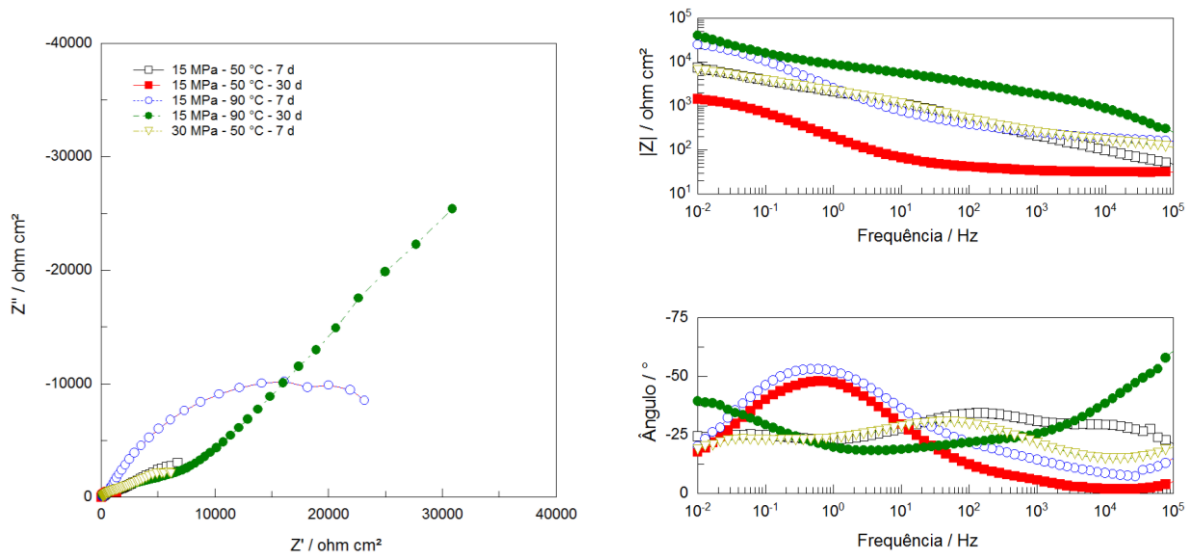 -40000
-30000
-20000
-10000
0
Z'' / ohm cm²
15 MPa - 50 °C - 7 d
15 MPa - 50 °C - 30 d
15 MPa - 90 °C - 7 d
15 MPa - 90 °C - 30 d
30 MPa - 50 °C - 7 d
0 10000 20000 30000 40000
Z' / ohm cm²
10⁵
10⁴
10³
10²
10¹
|Z| / ohm cm²
10⁻² 10⁻¹ 10⁰ 10¹ 10² 10³ 10⁴ 10⁵
Frequência / Hz
-75
-50
-25
0
Ângulo / °
10⁻² 10⁻¹ 10⁰ 10¹ 10² 10³ 10⁴ 10⁵
Frequência / Hz